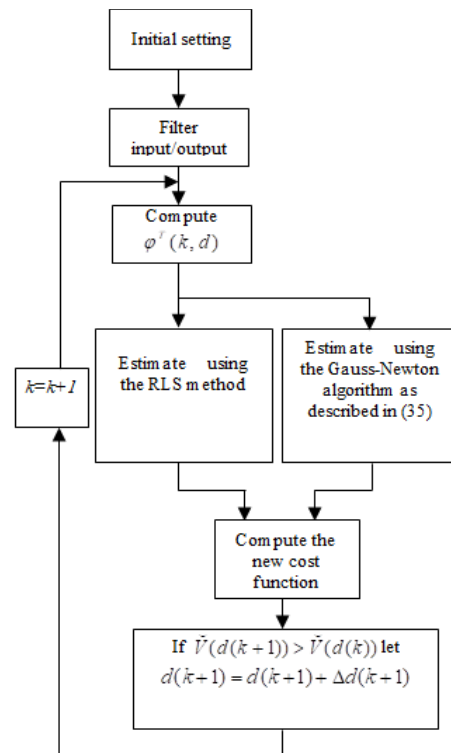 Initial setting
Filter
input/output
Compute
φᵀ(k, d)
Estimate using
the RLS method
Estimate using
the Gauss-Newton
algorithm as
described in (35)
k=k+1
Compute the
new cost
function
If V̂(d(k+1)) > V̂(d(k)) let
d(k+1) = d(k+1) + Δd(k+1)